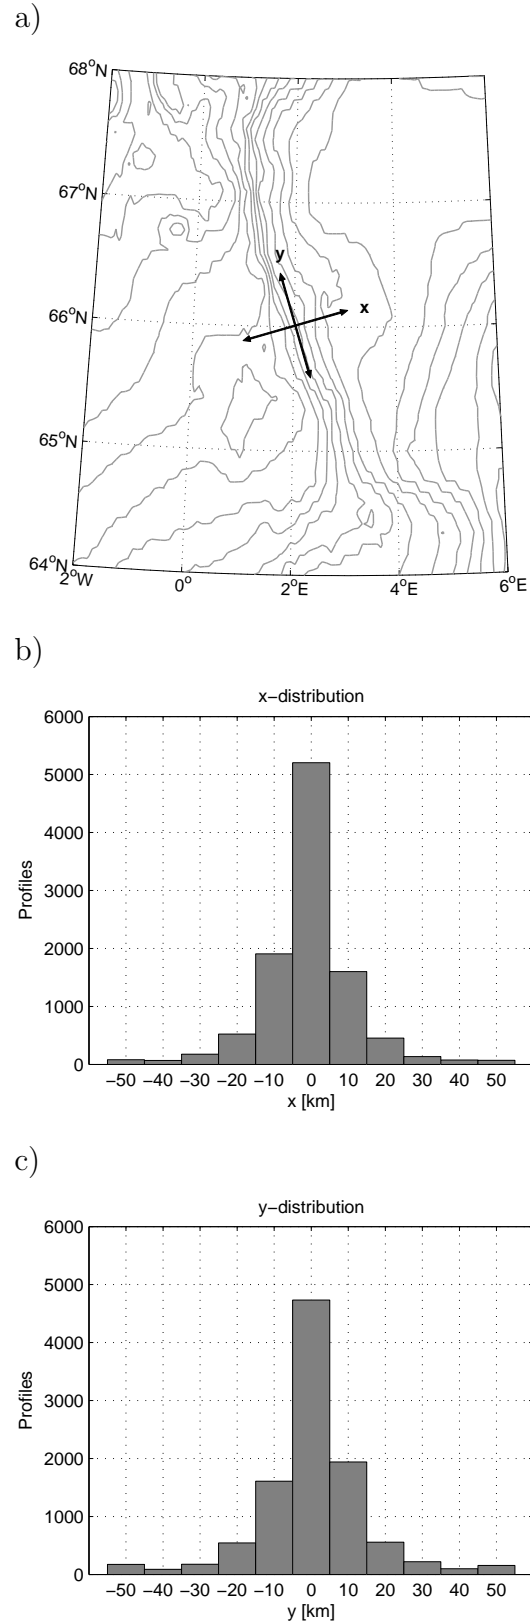 a)
68°N
67°N
66°N
65°N
64°N
y
x
2°W 0° 2°E 4°E 6°E
b)
x−distribution
6000
5000
4000
3000
2000
1000
0
Profiles
−50 −40 −30 −20 −10 0 10 20 30 40 50
x [km]
c)
y−distribution
6000
5000
4000
3000
2000
1000
0
Profiles
−50 −40 −30 −20 −10 0 10 20 30 40 50
y [km]